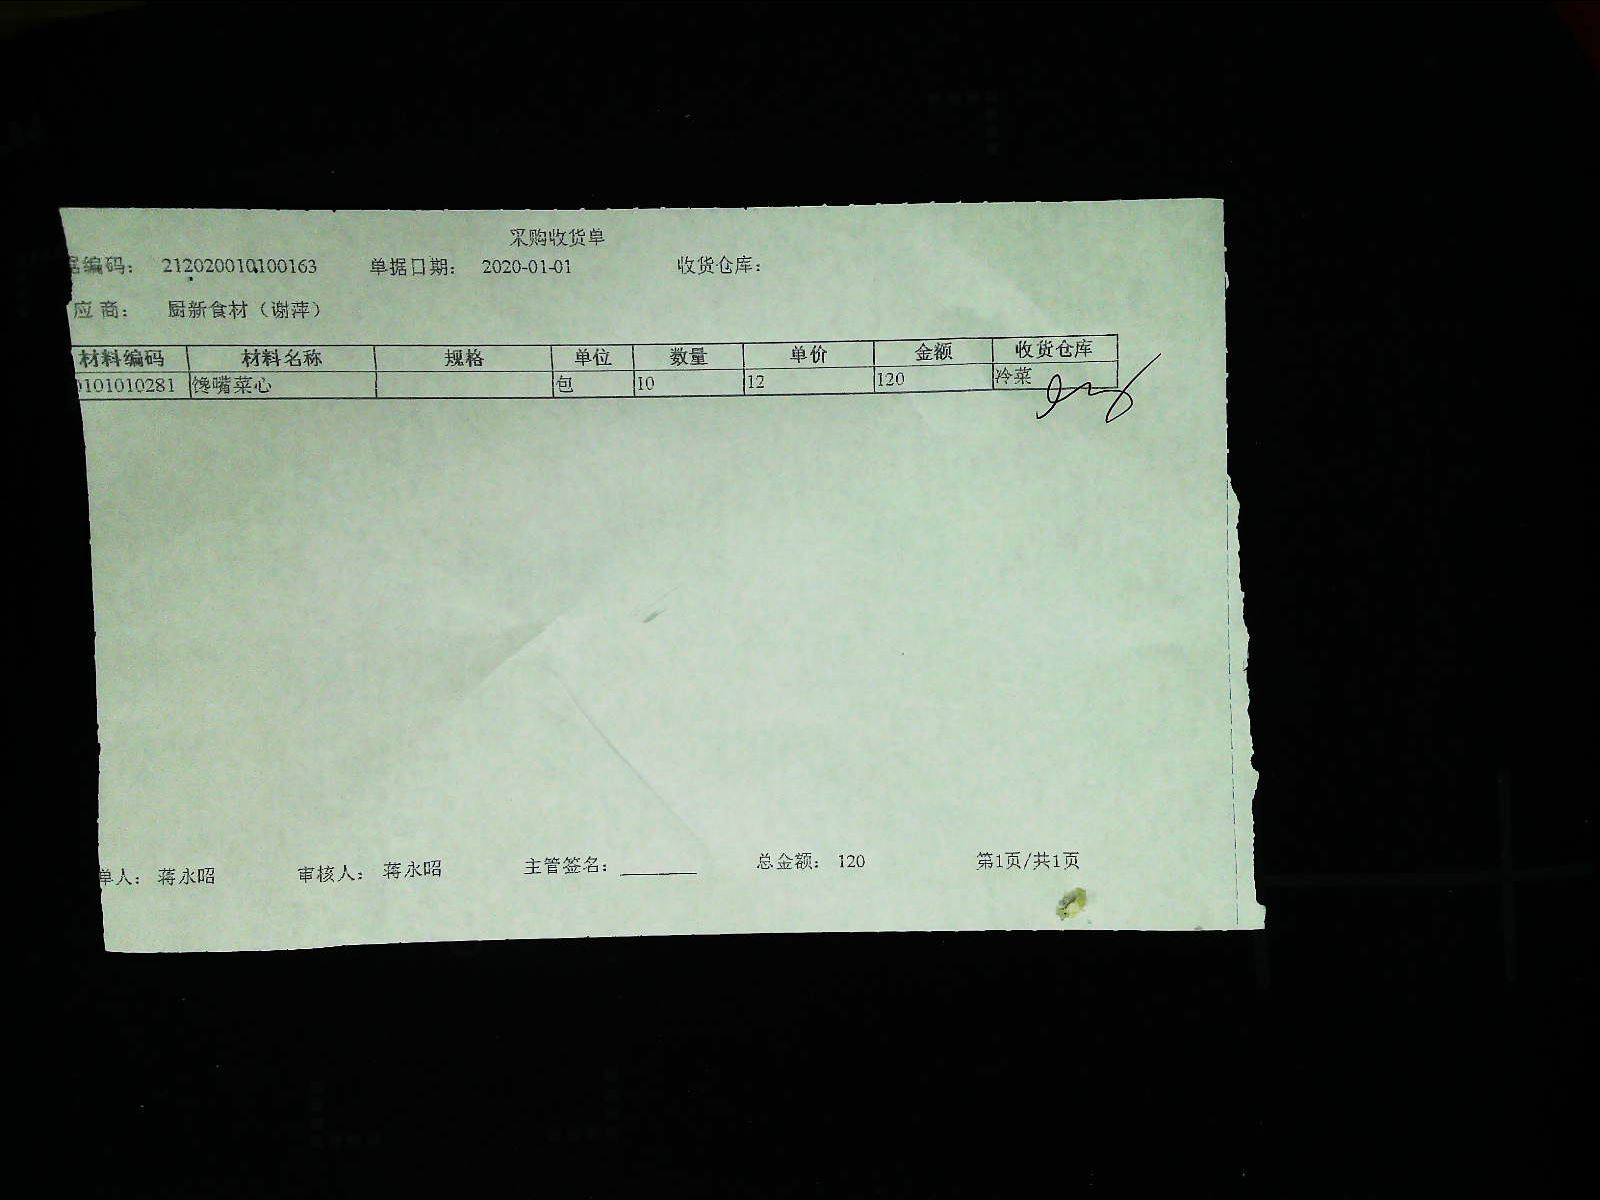 采购收货单
据编码： 212020010100163 单据日期： 2020-01-01 收货仓库：
应商： 厨新食材（谢萍）
材料编码 材料名称 规格 单位 数量 单价 金额 收货仓库
0101010281 馋嘴菜心 包 10 12 120 冷菜
单人： 蒋永昭 审核人： 蒋永昭 主管签名：________ 总金额： 120 第1页/共1页